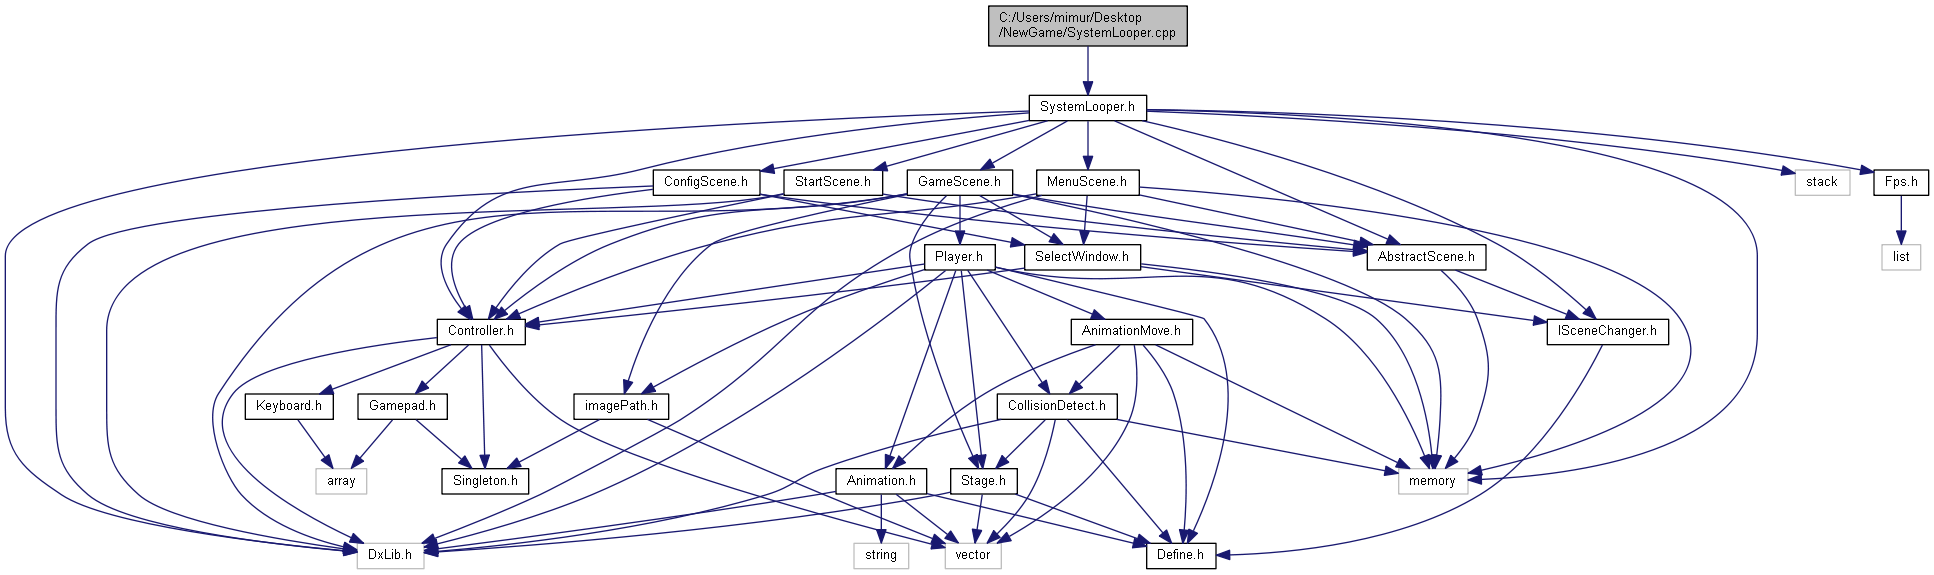 C:/Users/mimur/Desktop
/NewGame/SystemLooper.cpp
SystemLooper.h
ConfigScene.h
StartScene.h
GameScene.h
MenuScene.h
stack
Fps.h
Player.h
SelectWindow.h
AbstractScene.h
list
Controller.h
AnimationMove.h
ISceneChanger.h
Keyboard.h
Gamepad.h
imagePath.h
CollisionDetect.h
array
Singleton.h
Animation.h
Stage.h
memory
DxLib.h
string
vector
Define.h